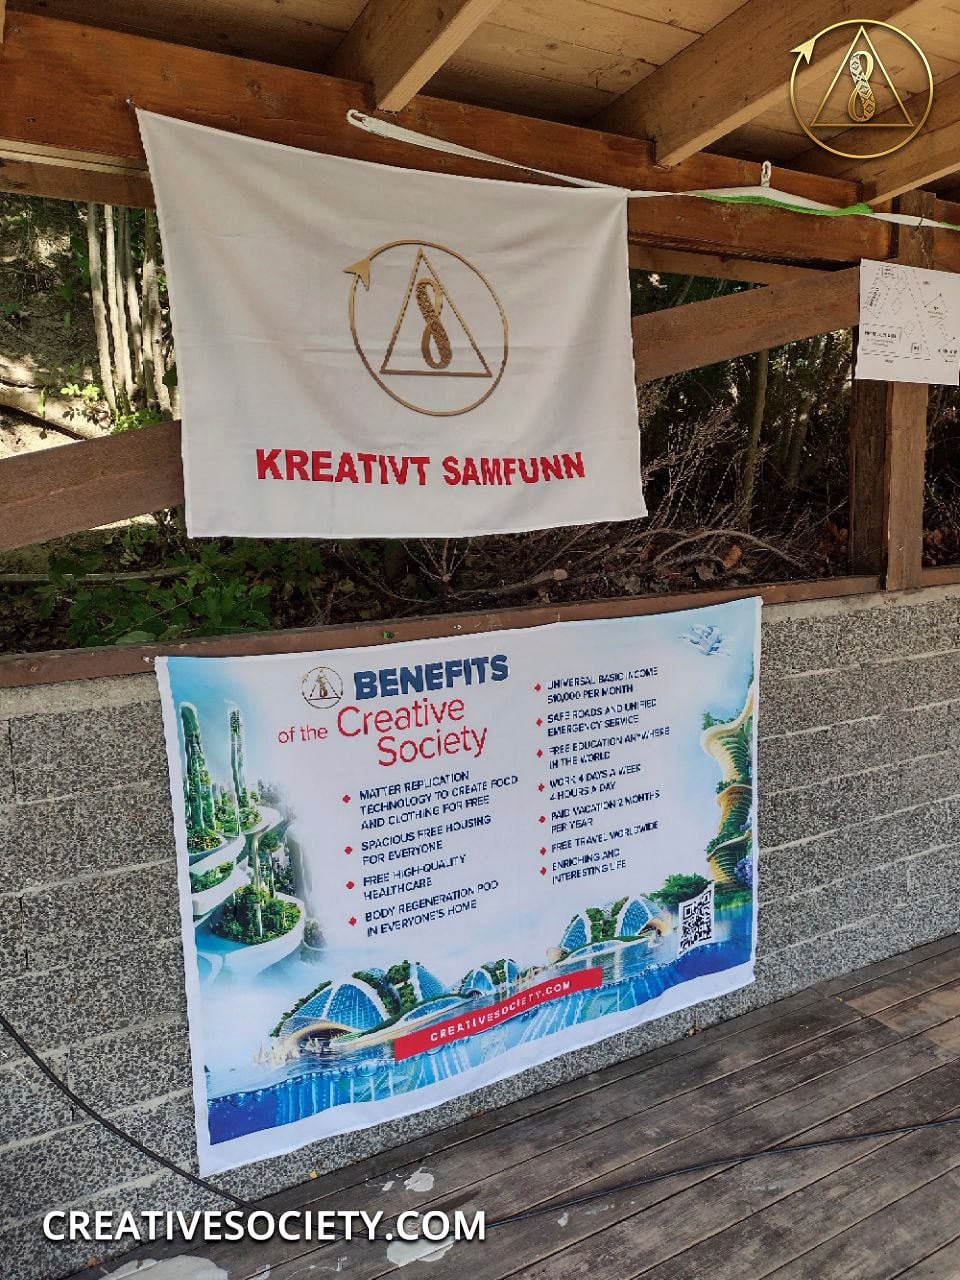 KREATIVT SAMFUNN
BENEFITS
of the Creative
Society
MATTER REPLICATION
TECHNOLOGY TO CREATE FOOD
AND CLOTHING FOR FREE
SPACIOUS FREE HOUSING
FOR EVERYONE
FREE HIGH-QUALITY
HEALTHCARE
BODY REGENERATION POD
IN EVERYONE'S HOME
UNIVERSAL BASIC INCOME
$10,000 PER MONTH
SAFE ROADS AND UNIFIED
EMERGENCY SERVICE
FREE EDUCATION ANYWHERE
IN THE WORLD
WORK 4 DAYS A WEEK
4 HOURS A DAY
PAID VACATION 2 MONTHS
PER YEAR
FREE TRAVEL WORLDWIDE
ENRICHING AND
INTERESTING LIFE
CREATIVESOCIETY.COM
CREATIVESOCIETY.COM